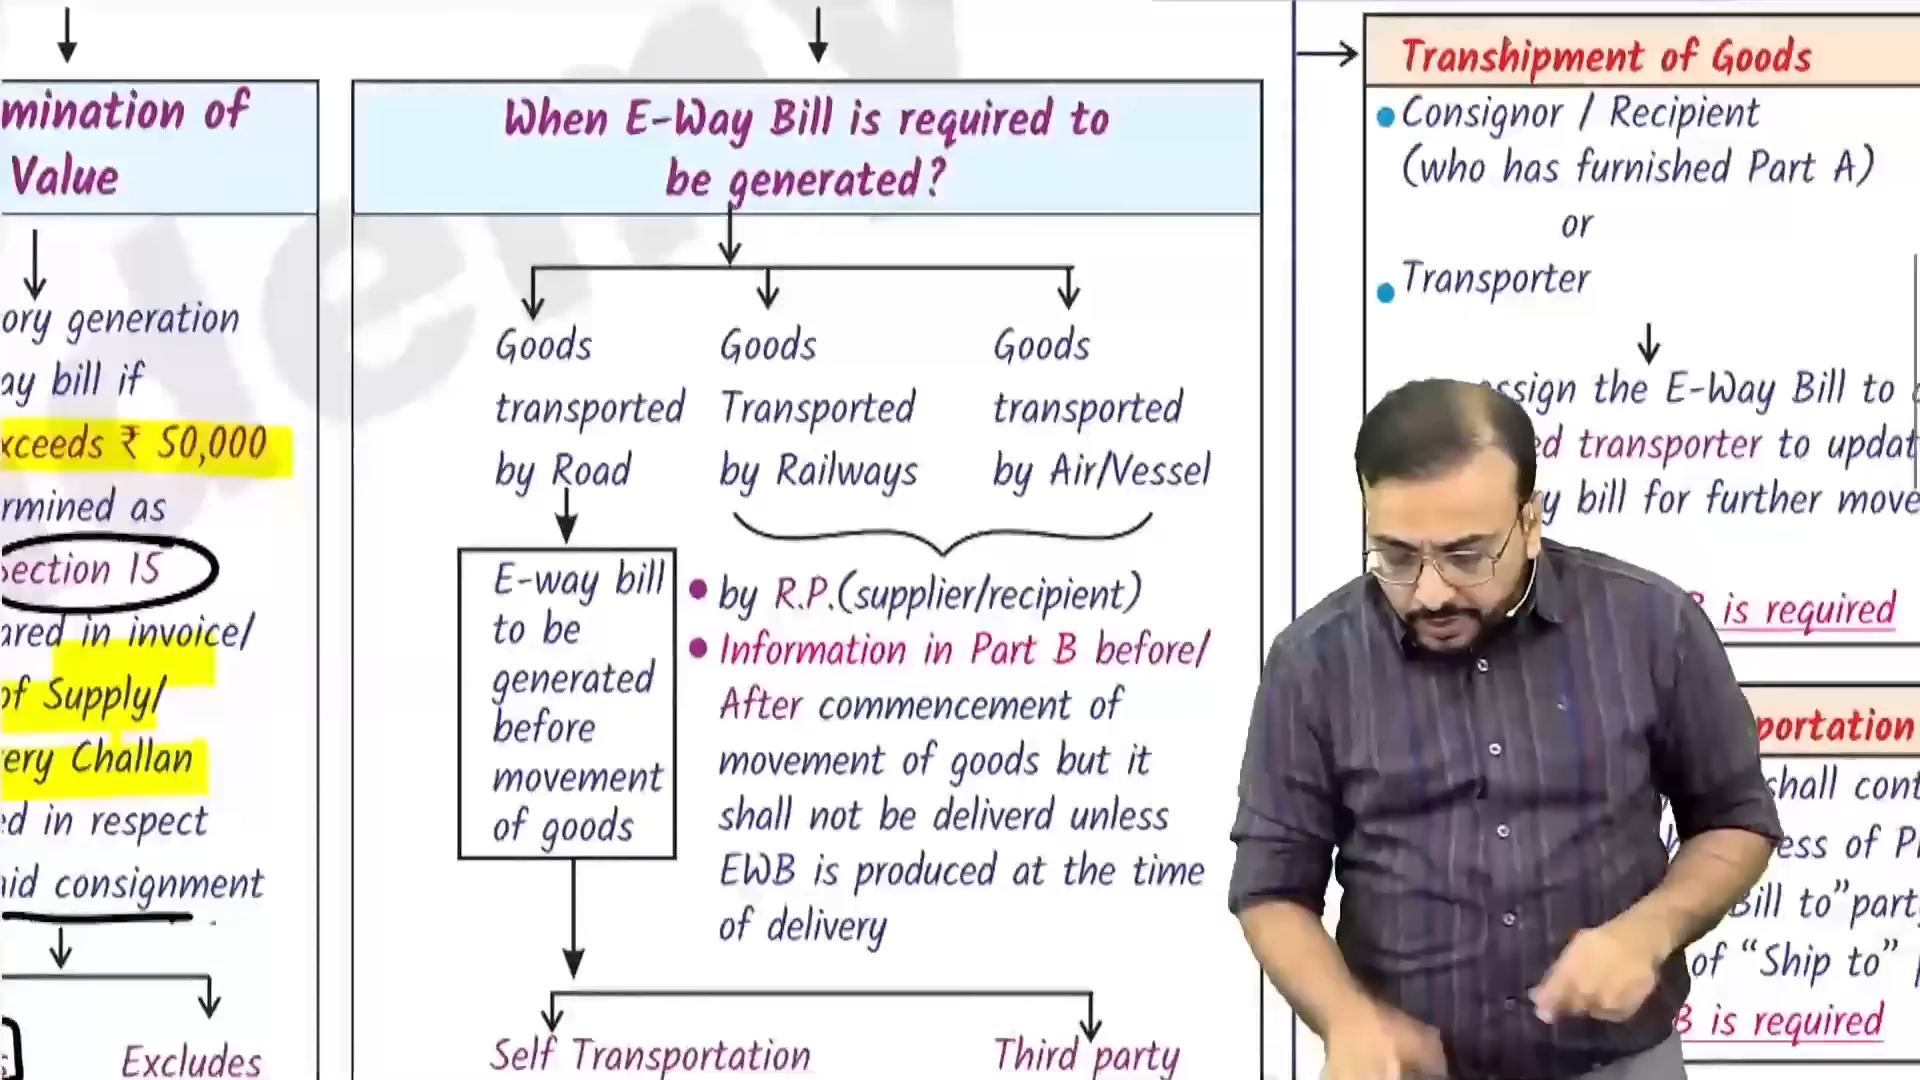 mination of
Value
ory generation
ay bill if
xceeds ₹ 50,000
rmined as
Section 15
ared in invoice/
of Supply/
ery Challan
ed in respect
aid consignment
Excludes
When E-Way Bill is required to
be generated?
Goods
transported
by Road
Goods
Transported
by Railways
Goods
transported
by Air/Vessel
E-way bill
to be
generated
before
movement
of goods
by R.P.(supplier/recipient)
Information in Part B before/
After commencement of
movement of goods but it
shall not be deliverd unless
EWB is produced at the time
of delivery
Self Transportation
Third party
Transhipment of Goods
Consignor / Recipient
(who has furnished Part A)
or
Transporter
ssign the E-Way Bill to
ed transporter to updat
y bill for further move
B is required
portation
shall cont
ess of P
Bill to" part
of "Ship to"
B is required